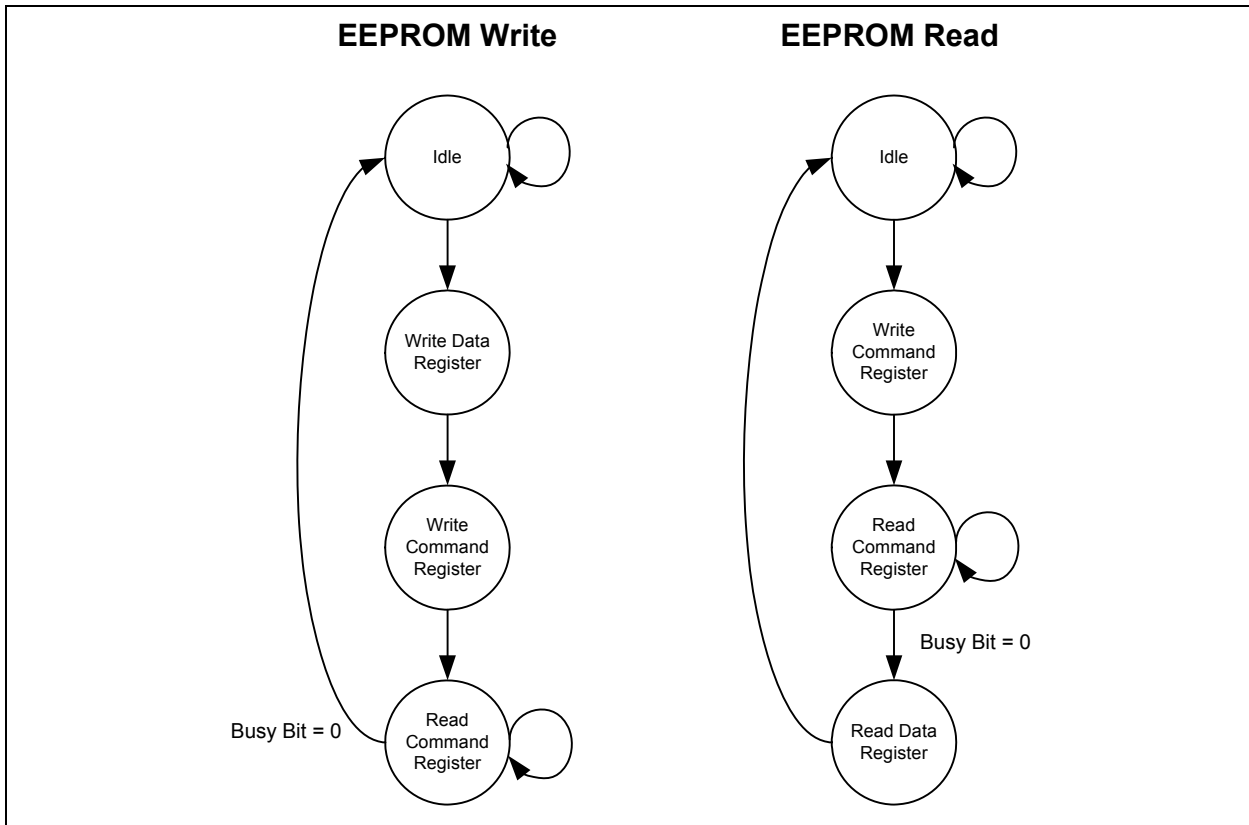 EEPROM Write
Idle
Write Data
Register
Write
Command
Register
Read
Command
Register
Busy Bit = 0
EEPROM Read
Idle
Write
Command
Register
Read
Command
Register
Busy Bit = 0
Read Data
Register